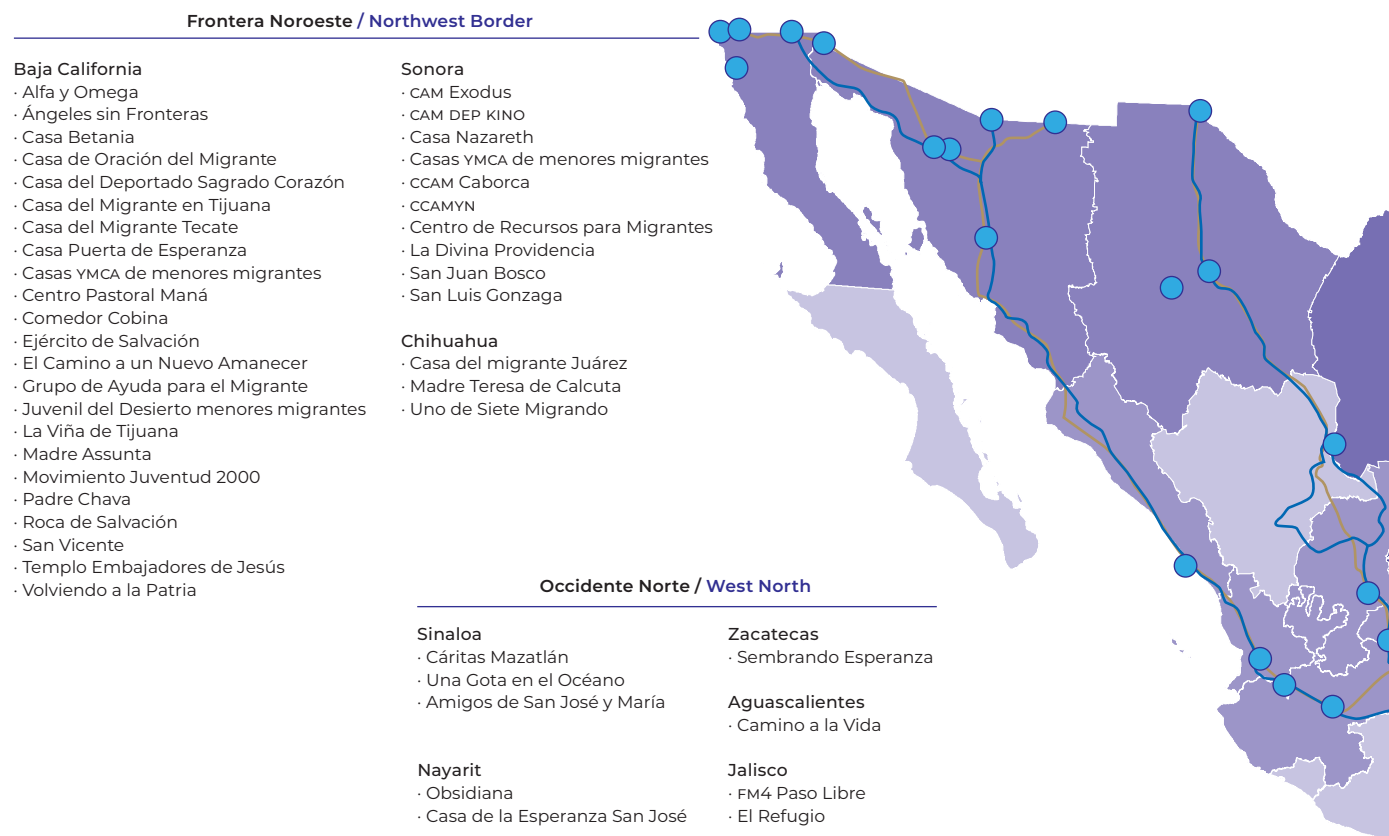 Frontera Noroeste / Northwest Border
Baja California
· Alfa y Omega
· Ángeles sin Fronteras
· Casa Betania
· Casa de Oración del Migrante
· Casa del Deportado Sagrado Corazón
· Casa del Migrante en Tijuana
· Casa del Migrante Tecate
· Casa Puerta de Esperanza
· Casas YMCA de menores migrantes
· Centro Pastoral Maná
· Comedor Cobina
· Ejército de Salvación
· El Camino a un Nuevo Amanecer
· Grupo de Ayuda para el Migrante
· Juvenil del Desierto menores migrantes
· La Viña de Tijuana
· Madre Assunta
· Movimiento Juventud 2000
· Padre Chava
· Roca de Salvación
· San Vicente
· Templo Embajadores de Jesús
· Volviendo a la Patria
Sonora
· CAM Exodus
· CAM DEP KINO
· Casa Nazareth
· Casas YMCA de menores migrantes
· CCAM Caborca
· CCAMYN
· Centro de Recursos para Migrantes
· La Divina Providencia
· San Juan Bosco
· San Luis Gonzaga
Chihuahua
· Casa del migrante Juárez
· Madre Teresa de Calcuta
· Uno de Siete Migrando
Occidente Norte / West North
Sinaloa
· Cáritas Mazatlán
· Una Gota en el Océano
· Amigos de San José y María
Nayarit
· Obsidiana
· Casa de la Esperanza San José
Zacatecas
· Sembrando Esperanza
Aguascalientes
· Camino a la Vida
Jalisco
· FM4 Paso Libre
· El Refugio